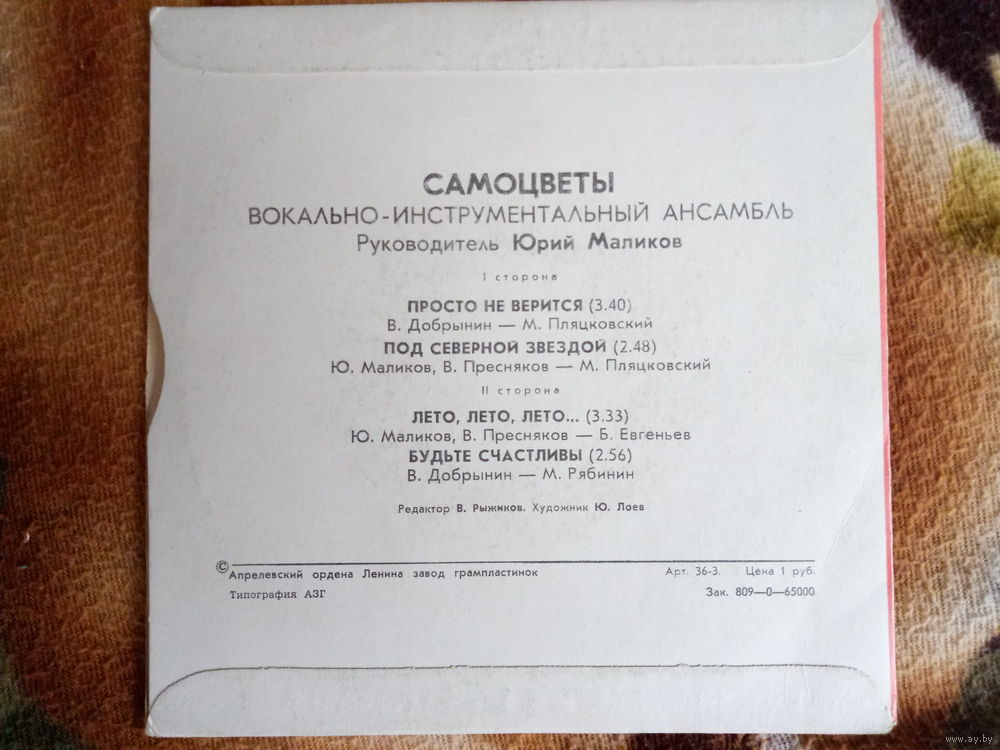 САМОЦВЕТЫ
ВОКАЛЬНО-ИНСТРУМЕНТАЛЬНЫЙ АНСАМБЛЬ
Руководитель Юрий Маликов
I сторона
ПРОСТО НЕ ВЕРИТСЯ (3.40)
В. Добрынин — М. Пляцковский
ПОД СЕВЕРНОЙ ЗВЕЗДОЙ (2.48)
Ю. Маликов, В. Пресняков — М. Пляцковский
II сторона
ЛЕТО, ЛЕТО, ЛЕТО... (3.33)
Ю. Маликов, В. Пресняков — Б. Евгеньев
БУДЬТЕ СЧАСТЛИВЫ (2.56)
В. Добрынин — М. Рябинин
Редактор В. Рыжиков. Художник Ю. Лоев
©
Апрелевский ордена Ленина завод грампластинок Арт. 36-3. Цена 1 руб.
Типография АЗГ Зак. 809—0—65000
www.ay.by